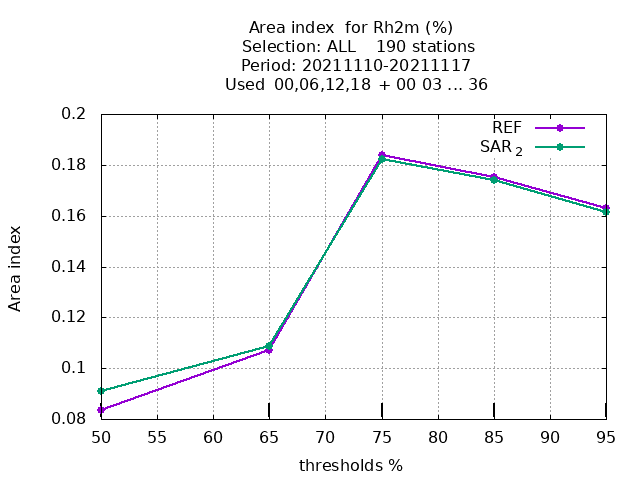 Area index  for Rh2m (%)
Selection: ALL    190 stations
Period: 20211110-20211117
Used  00,06,12,18  + 00 03 ... 36
REF
SAR 2
0.2
0.18
0.16
0.14
0.12
0.1
0.08
Area index
50 55 60 65 70 75 80 85 90 95
thresholds %